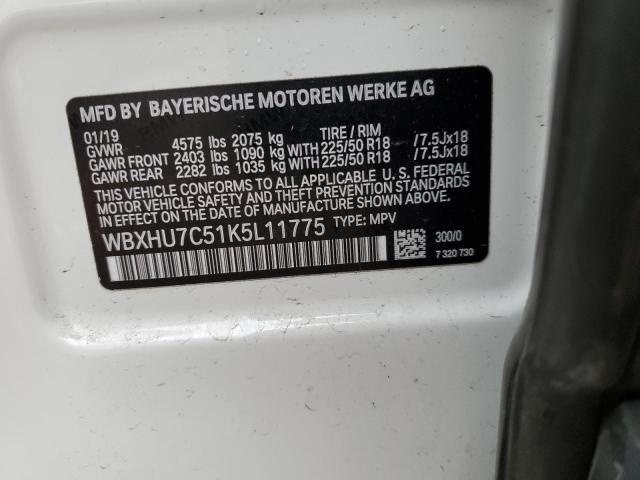 MFD BY BAYERISCHE MOTOREN WERKE AG
01/19 TIRE / RIM
GVWR 4575 lbs 2075 kg
GAWR FRONT 2403 lbs 1090 kg WITH 225/50 R18 /7.5Jx18
GAWR REAR 2282 lbs 1035 kg WITH 225/50 R18 /7.5Jx18
THIS VEHICLE CONFORMS TO ALL APPLICABLE U. S. FEDERAL
MOTOR VEHICLE SAFETY, BUMPER, AND THEFT PREVENTION STANDARDS
IN EFFECT ON THE DATE OF MANUFACTURE SHOWN ABOVE.
WBXHU7C51K5L11775 TYPE: MPV
300/0
7 320 730